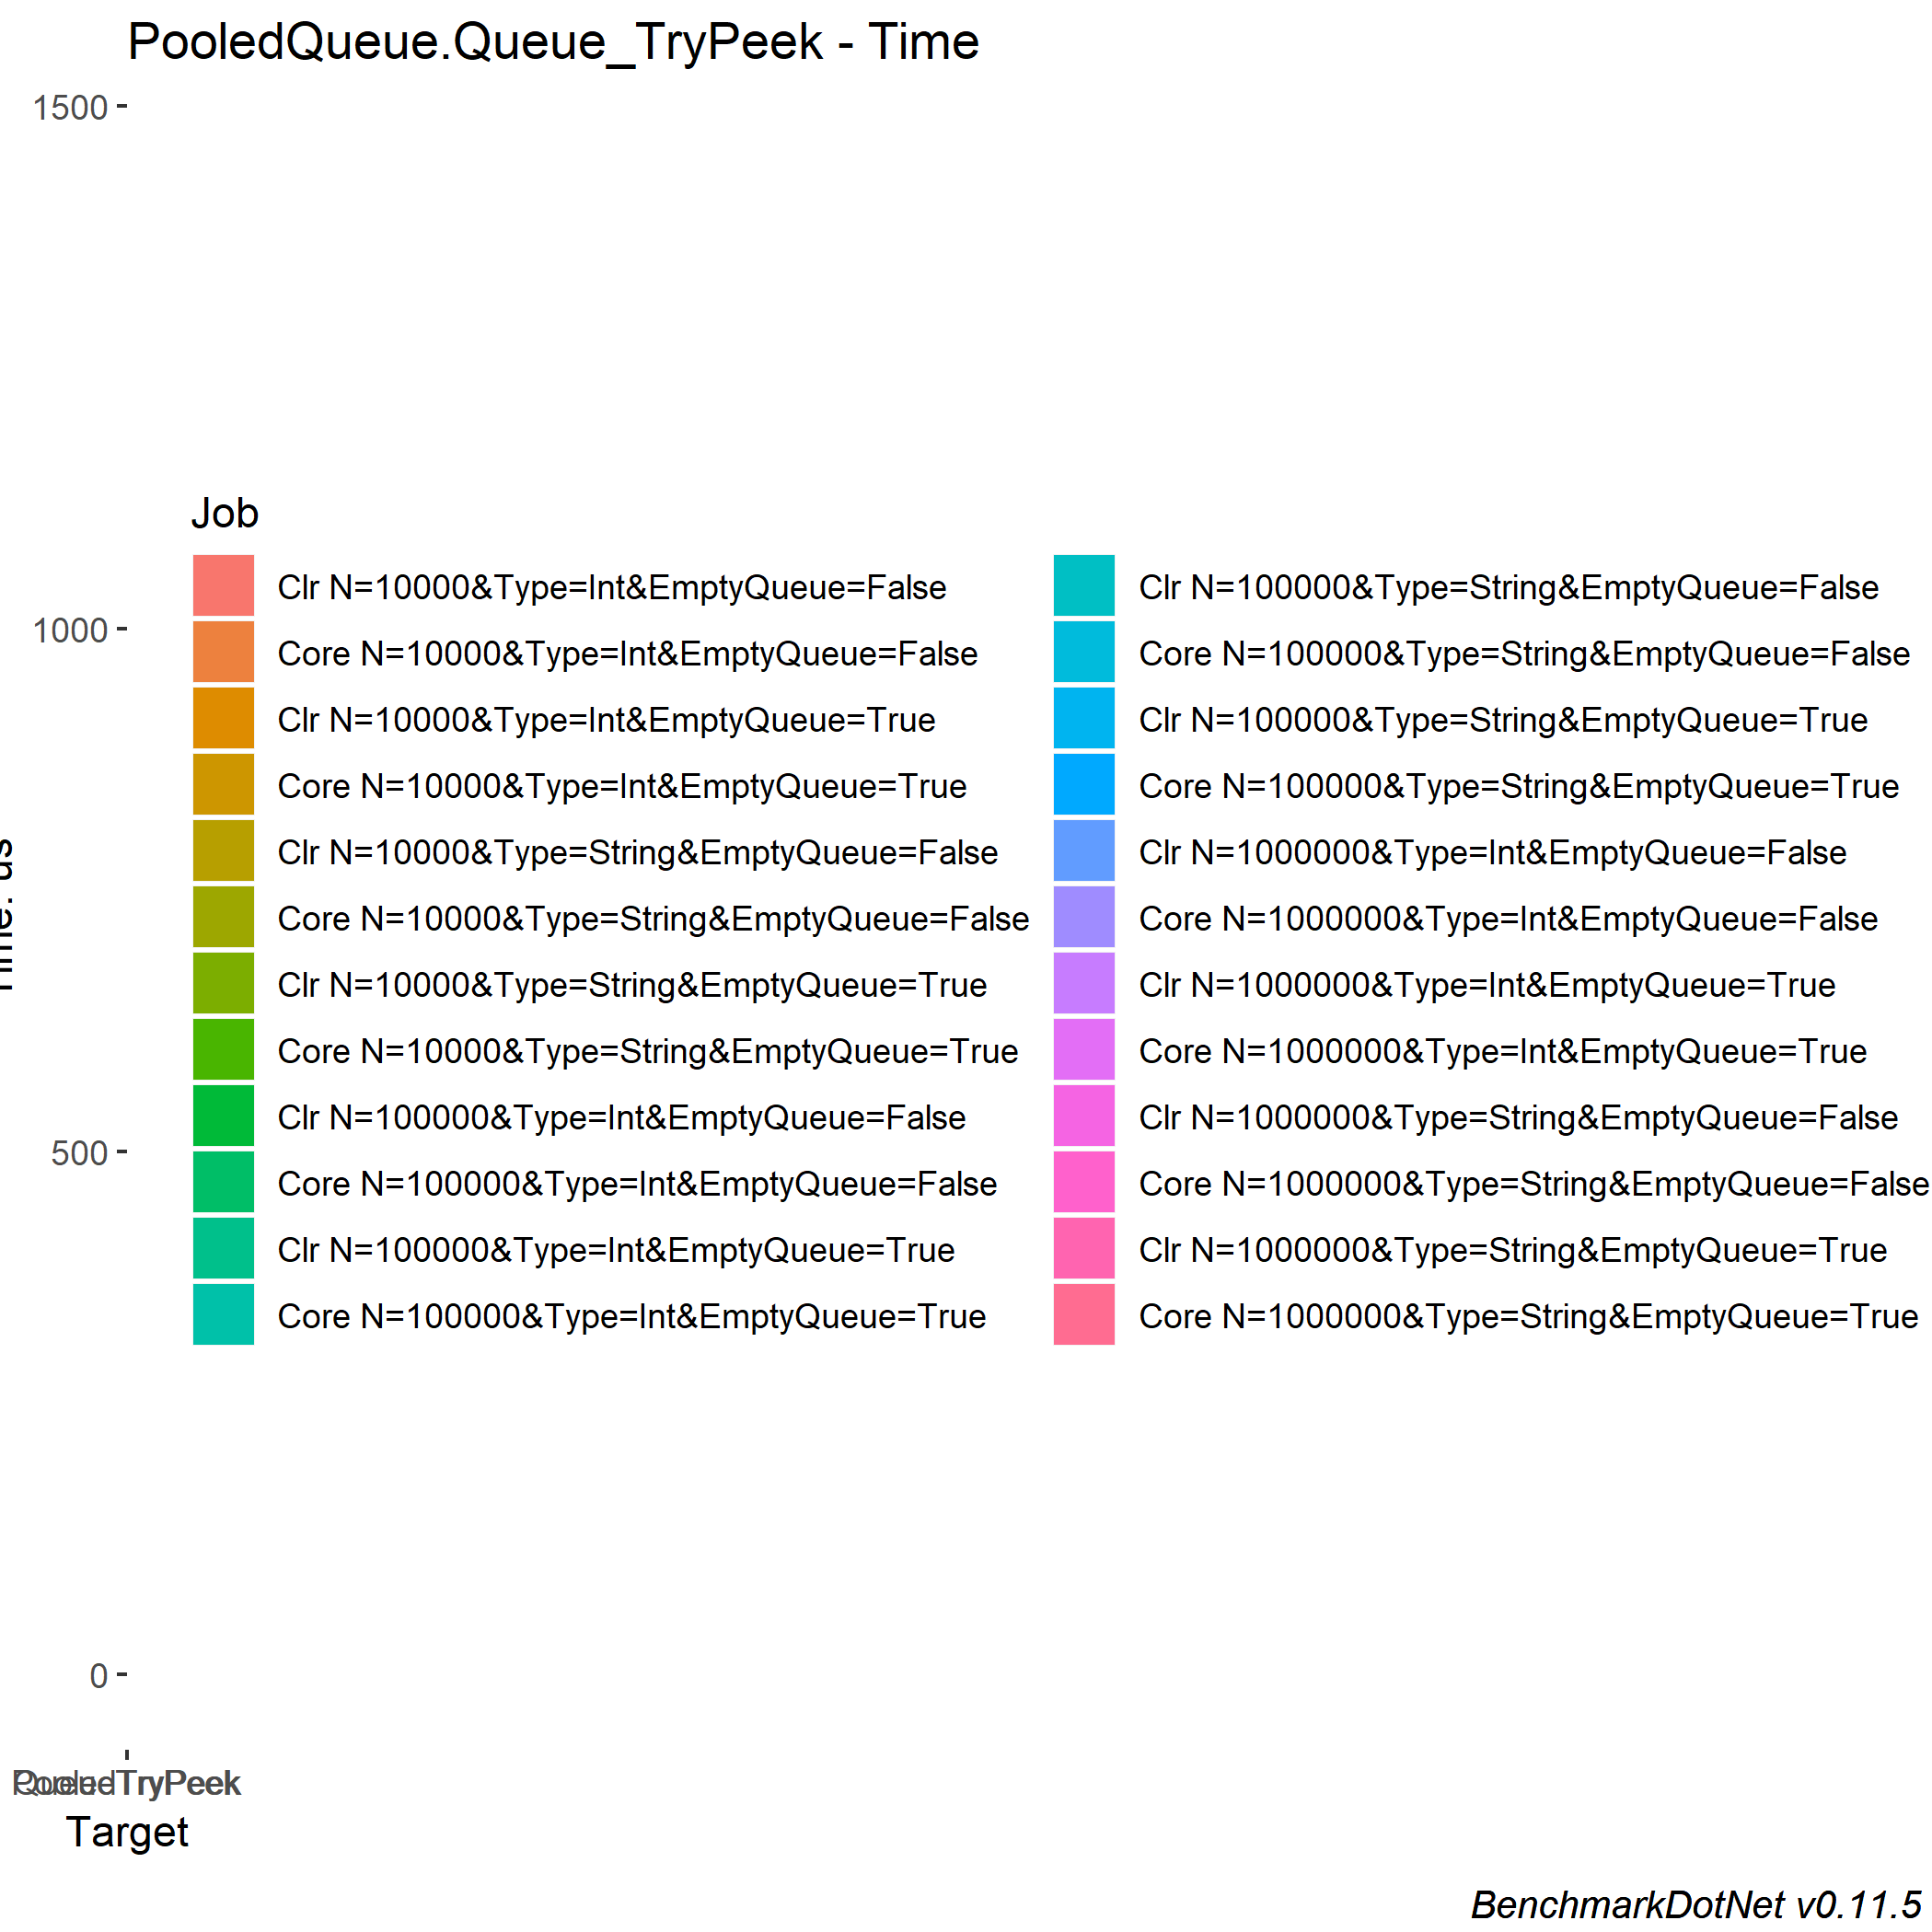 PooledQueue.Queue_TryPeek - Time
1500
1000
500
0
Job
Clr N=10000&Type=Int&EmptyQueue=False
Core N=10000&Type=Int&EmptyQueue=False
Clr N=10000&Type=Int&EmptyQueue=True
Core N=10000&Type=Int&EmptyQueue=True
Clr N=10000&Type=String&EmptyQueue=False
Core N=10000&Type=String&EmptyQueue=False
Clr N=10000&Type=String&EmptyQueue=True
Core N=10000&Type=String&EmptyQueue=True
Clr N=100000&Type=Int&EmptyQueue=False
Core N=100000&Type=Int&EmptyQueue=False
Clr N=100000&Type=Int&EmptyQueue=True
Core N=100000&Type=Int&EmptyQueue=True
Clr N=100000&Type=String&EmptyQueue=False
Core N=100000&Type=String&EmptyQueue=False
Clr N=100000&Type=String&EmptyQueue=True
Core N=100000&Type=String&EmptyQueue=True
Clr N=1000000&Type=Int&EmptyQueue=False
Core N=1000000&Type=Int&EmptyQueue=False
Clr N=1000000&Type=Int&EmptyQueue=True
Core N=1000000&Type=Int&EmptyQueue=True
Clr N=1000000&Type=String&EmptyQueue=False
Core N=1000000&Type=String&EmptyQueue=False
Clr N=1000000&Type=String&EmptyQueue=True
Core N=1000000&Type=String&EmptyQueue=True
Target
BenchmarkDotNet v0.11.5